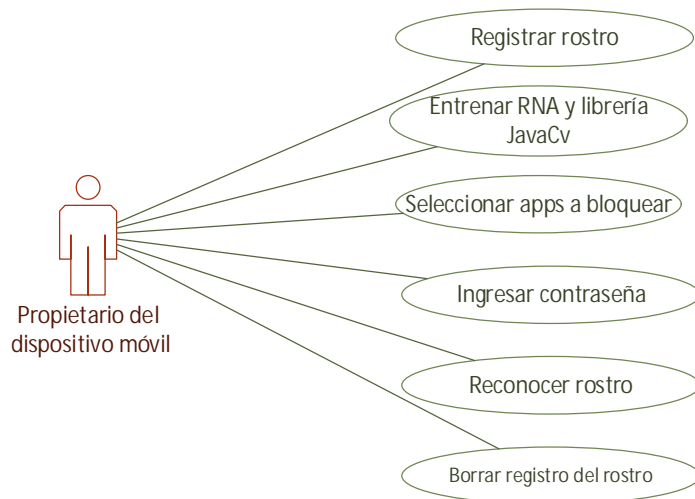 Registrar rostro
Entrenar RNA y librería
JavaCv
Seleccionar apps a bloquear
Ingresar contraseña
Propietario del
dispositivo móvil
Reconocer rostro
Borrar registro del rostro